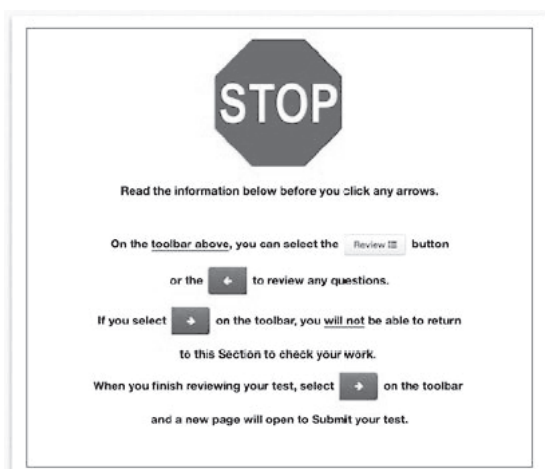 STOP
Read the information below before you click any arrows.
On the toolbar above, you can select the Review button
or the ← to review any questions.
If you select → on the toolbar, you will not be able to return
to this Section to check your work.
When you finish reviewing your test, select → on the toolbar
and a new page will open to Submit your test.